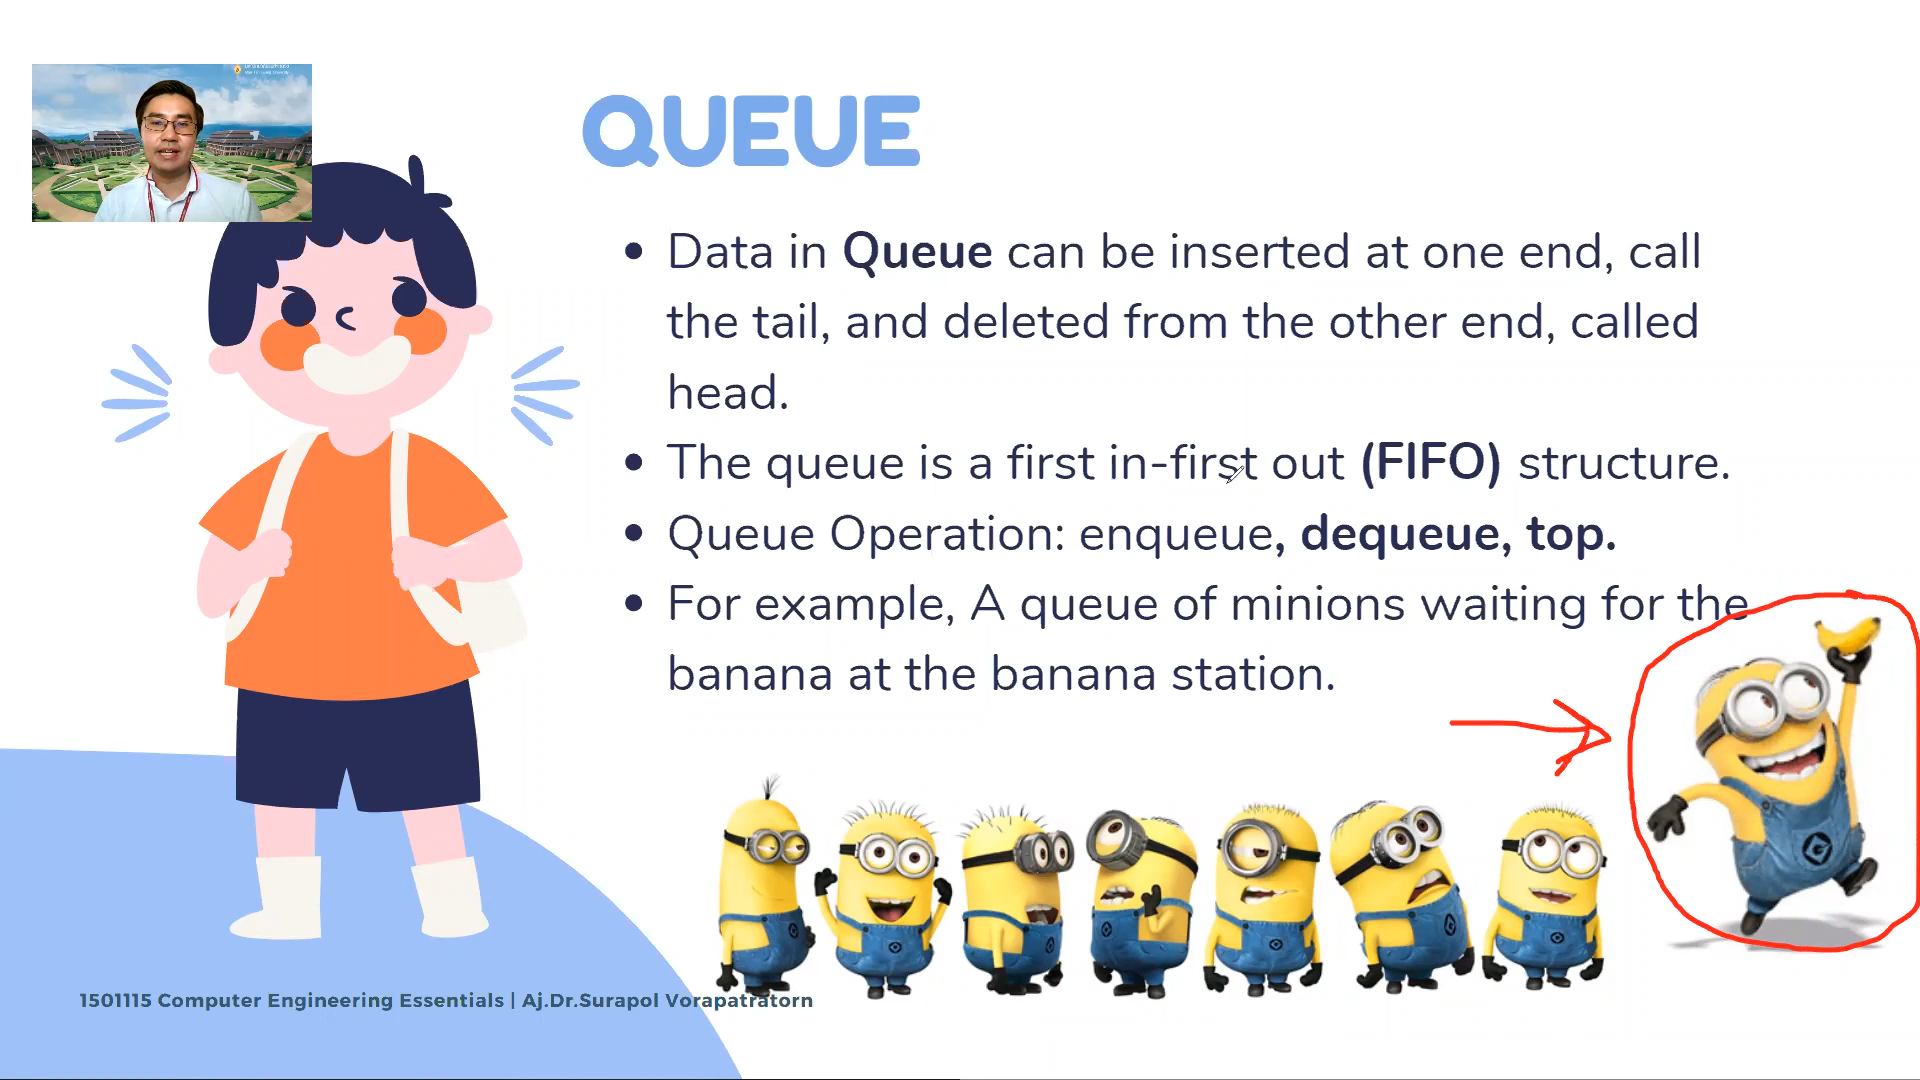 QUEUE
• Data in Queue can be inserted at one end, call
the tail, and deleted from the other end, called
head.
• The queue is a first in-first out (FIFO) structure.
• Queue Operation: enqueue, dequeue, top.
• For example, A queue of minions waiting for the
banana at the banana station.
1501115 Computer Engineering Essentials | Aj.Dr.Surapol Vorapatratorn